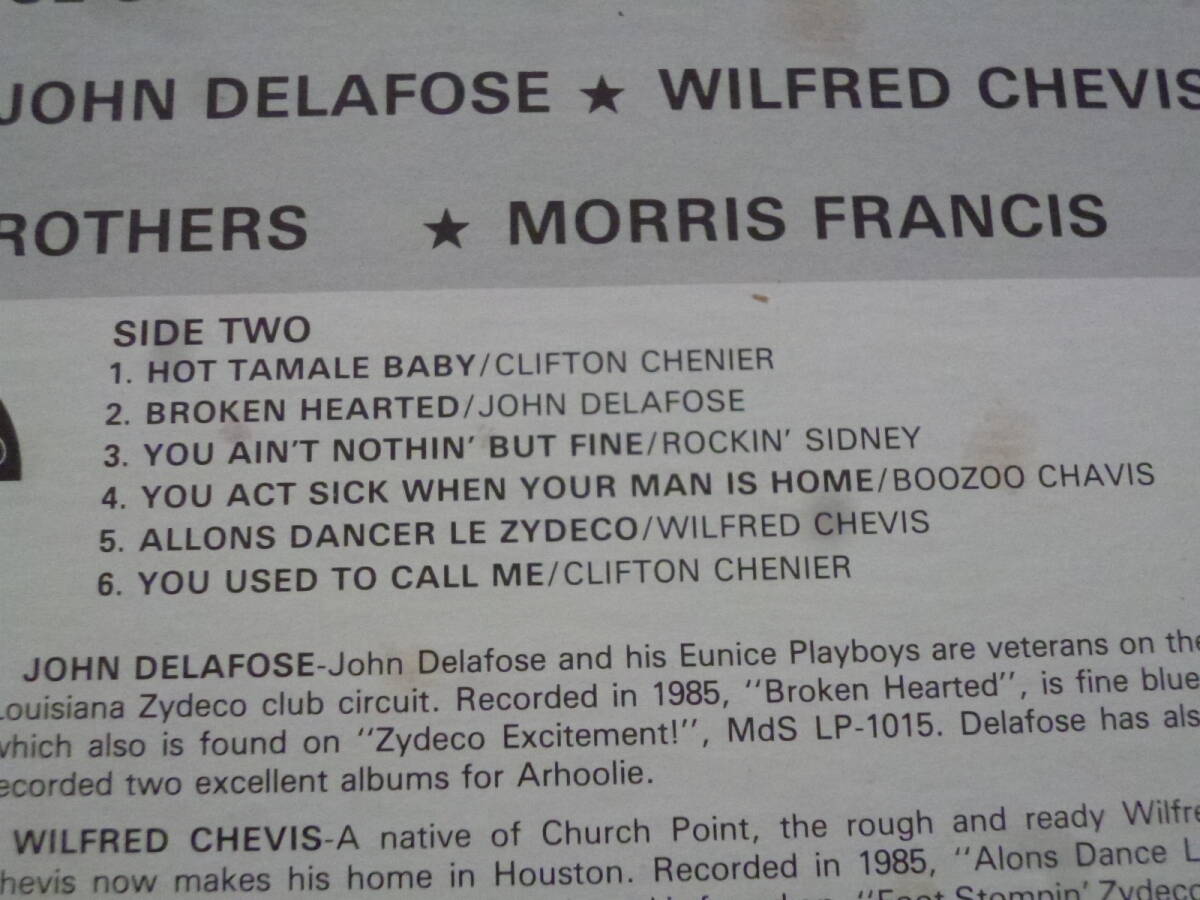 JOHN DELAFOSE ★ WILFRED CHEVIS
ROTHERS ★ MORRIS FRANCIS
SIDE TWO
1. HOT TAMALE BABY/CLIFTON CHENIER
2. BROKEN HEARTED/JOHN DELAFOSE
3. YOU AIN'T NOTHIN' BUT FINE/ROCKIN' SIDNEY
4. YOU ACT SICK WHEN YOUR MAN IS HOME/BOOZOO CHAVIS
5. ALLONS DANCER LE ZYDECO/WILFRED CHEVIS
6. YOU USED TO CALL ME/CLIFTON CHENIER
JOHN DELAFOSE-John Delafose and his Eunice Playboys are veterans on the
Louisiana Zydeco club circuit. Recorded in 1985, "Broken Hearted", is fine blue
which also is found on "Zydeco Excitement!", MdS LP-1015. Delafose has als
ecorded two excellent albums for Arhoolie.
WILFRED CHEVIS-A native of Church Point, the rough and ready Wilfre
hevis now makes his home in Houston. Recorded in 1985, "Alons Dance L
"Foot Stompin' Zydeco